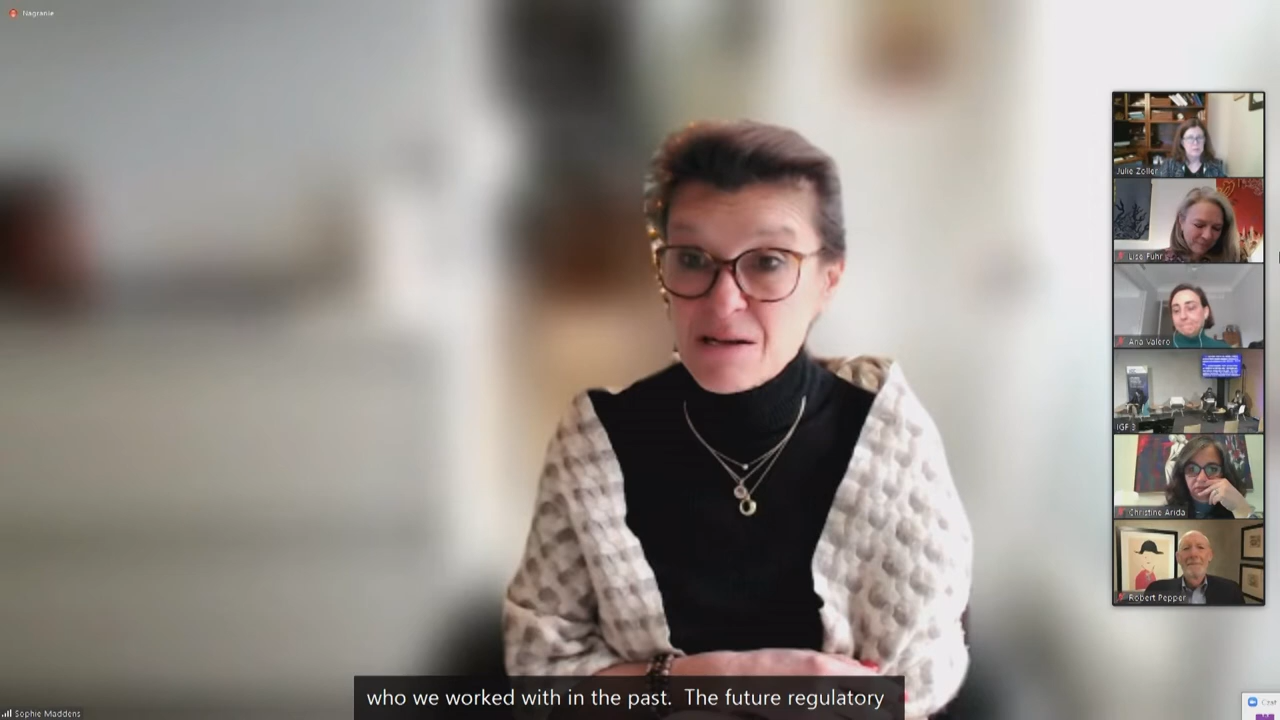 Nagranie
Julie Zoller
Lise Fuhr
Ana Valero
IGF 3
Christine Arida
Robert Pepper
who we worked with in the past. The future regulatory
Sophie Maddens
Czat